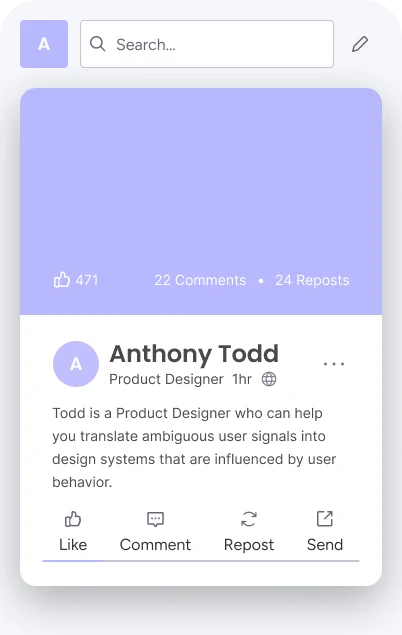 A
Search...
471
22 Comments • 24 Reposts
A
Anthony Todd
Product Designer 1hr
Todd is a Product Designer who can help
you translate ambiguous user signals into
design systems that are influenced by user
behavior.
Like Comment Repost Send